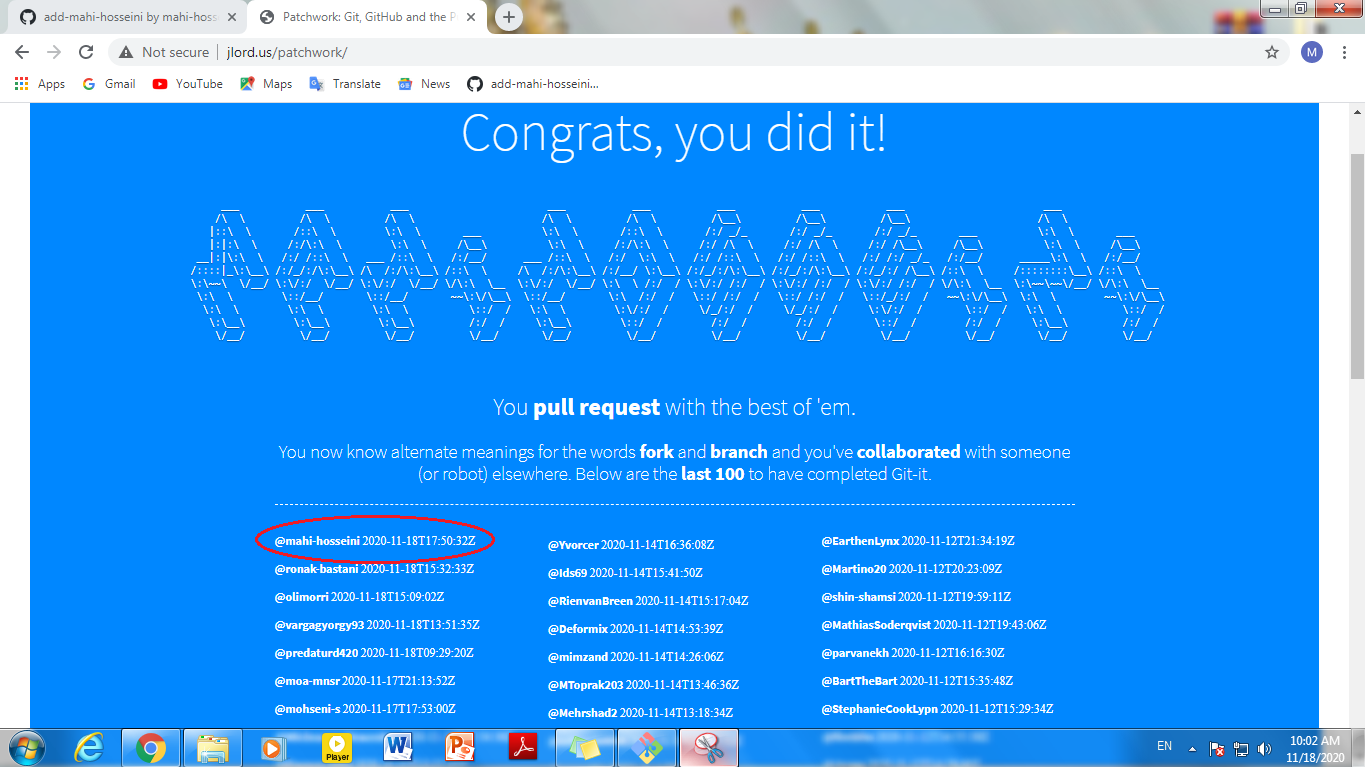 add-mahi-hosseini by mahi-hoss
Patchwork: Git, GitHub and the P
Not secure
jlord.us/patchwork/
M
Apps
Gmail
YouTube
Maps
Translate
News
add-mahi-hosseini...
Congrats, you did it!
You pull request with the best of 'em.
You now know alternate meanings for the words fork and branch and you've collaborated with someone
(or robot) elsewhere. Below are the last 100 to have completed Git-it.
@mahi-hosseini 2020-11-18T17:50:32Z
@ronak-bastani 2020-11-18T15:32:33Z
@olimorri 2020-11-18T15:09:02Z
@vargagyorgy93 2020-11-18T13:51:35Z
@predaturd420 2020-11-18T09:29:20Z
@moa-mnsr 2020-11-17T21:13:52Z
@mohseni-s 2020-11-17T17:53:00Z
@Yvorcer 2020-11-14T16:36:08Z
@Ids69 2020-11-14T15:41:50Z
@RienvanBreen 2020-11-14T15:17:04Z
@Deformix 2020-11-14T14:53:39Z
@mimzand 2020-11-14T14:26:06Z
@MToprak203 2020-11-14T13:46:36Z
@Mehrshad2 2020-11-14T13:18:34Z
@EarthenLynx 2020-11-12T21:34:19Z
@Martino20 2020-11-12T20:23:09Z
@shin-shamsi 2020-11-12T19:59:11Z
@MathiasSoderqvist 2020-11-12T19:43:06Z
@parvanekh 2020-11-12T16:16:30Z
@BartTheBart 2020-11-12T15:35:48Z
@StephanieCookLypn 2020-11-12T15:29:34Z
Player
EN
10:02 AM
11/18/2020